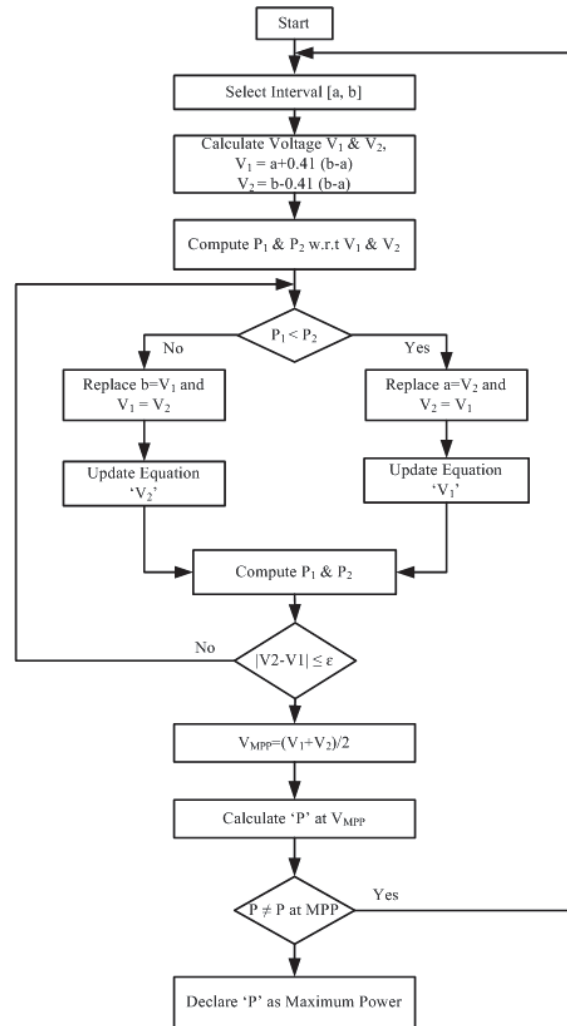 Start
Select Interval [a, b]
Calculate Voltage V₁ & V₂,
V₁ = a+0.41 (b-a)
V₂ = b-0.41 (b-a)
Compute P₁ & P₂ w.r.t V₁ & V₂
P₁ < P₂
No
Yes
Replace b=V₁ and
V₁ = V₂
Replace a=V₂ and
V₂ = V₁
Update Equation
‘V₂’
Update Equation
‘V₁’
Compute P₁ & P₂
No
|V2-V1| ≤ ε
V_MPP=(V₁+V₂)/2
Calculate ‘P’ at V_MPP
P ≠ P at MPP
Yes
Declare ‘P’ as Maximum Power